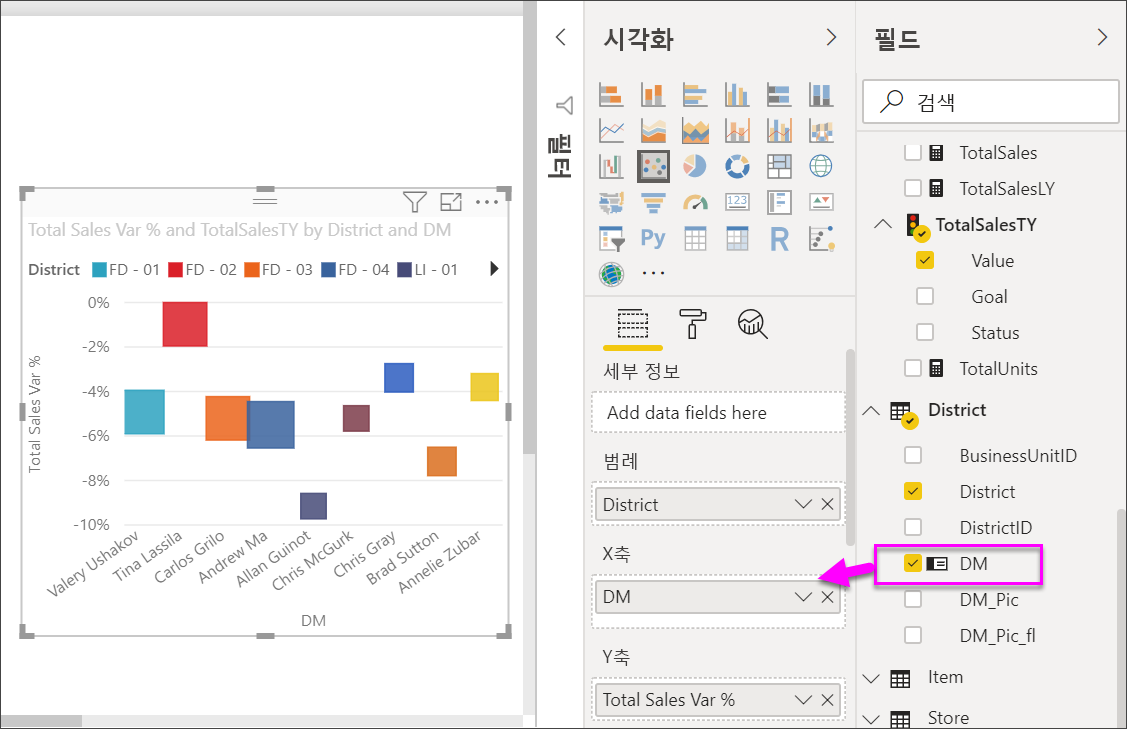 Total Sales Var % and TotalSalesTY by District and DM
District FD - 01 FD - 02 FD - 03 FD - 04 LI - 01
0%
-2%
-4%
-6%
-8%
-10%
Total Sales Var %
Valery Ushakov
Tina Lassila
Carlos Grilo
Andrew Ma
Allan Guinot
Chris McGurk
Chris Gray
Brad Sutton
Annelie Zubar
DM
필터
시각화
123
Py
R
세부 정보
Add data fields here
범례
District
X축
DM
Y축
Total Sales Var %
필드
검색
TotalSales
TotalSalesLY
TotalSalesTY
Value
Goal
Status
TotalUnits
District
BusinessUnitID
District
DistrictID
DM
DM_Pic
DM_Pic_fl
Item
Store